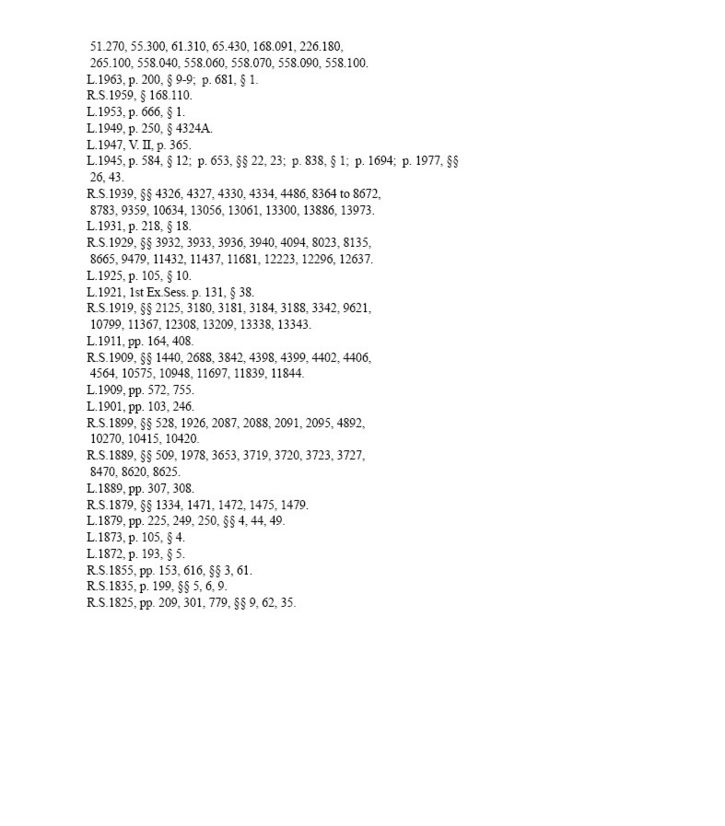 51.270, 55.300, 61.310, 65.430, 168.091, 226.180,
265.100, 558.040, 558.060, 558.070, 558.090, 558.100.
L.1963, p. 200, § 9-9; p. 681, § 1.
R.S.1959, § 168.110.
L.1953, p. 666, § 1.
L.1949, p. 250, § 4324A.
L.1947, V. II, p. 365.
L.1945, p. 584, § 12; p. 653, §§ 22, 23; p. 838, § 1; p. 1694; p. 1977, §§
26, 43.
R.S.1939, §§ 4326, 4327, 4330, 4334, 4486, 8364 to 8672,
8783, 9359, 10634, 13056, 13061, 13300, 13886, 13973.
L.1931, p. 218, § 18.
R.S.1929, §§ 3932, 3933, 3936, 3940, 4094, 8023, 8135,
8665, 9479, 11432, 11437, 11681, 12223, 12296, 12637.
L.1925, p. 105, § 10.
L.1921, 1st Ex.Sess. p. 131, § 38.
R.S.1919, §§ 2125, 3180, 3181, 3184, 3188, 3342, 9621,
10799, 11367, 12308, 13209, 13338, 13343.
L.1911, pp. 164, 408.
R.S.1909, §§ 1440, 2688, 3842, 4398, 4399, 4402, 4406,
4564, 10575, 10948, 11697, 11839, 11844.
L.1909, pp. 572, 755.
L.1901, pp. 103, 246.
R.S.1899, §§ 528, 1926, 2087, 2088, 2091, 2095, 4892,
10270, 10415, 10420.
R.S.1889, §§ 509, 1978, 3653, 3719, 3720, 3723, 3727,
8470, 8620, 8625.
L.1889, pp. 307, 308.
R.S.1879, §§ 1334, 1471, 1472, 1475, 1479.
L.1879, pp. 225, 249, 250, §§ 4, 44, 49.
L.1873, p. 105, § 4.
L.1872, p. 193, § 5.
R.S.1855, pp. 153, 616, §§ 3, 61.
R.S.1835, p. 199, §§ 5, 6, 9.
R.S.1825, pp. 209, 301, 779, §§ 9, 62, 35.